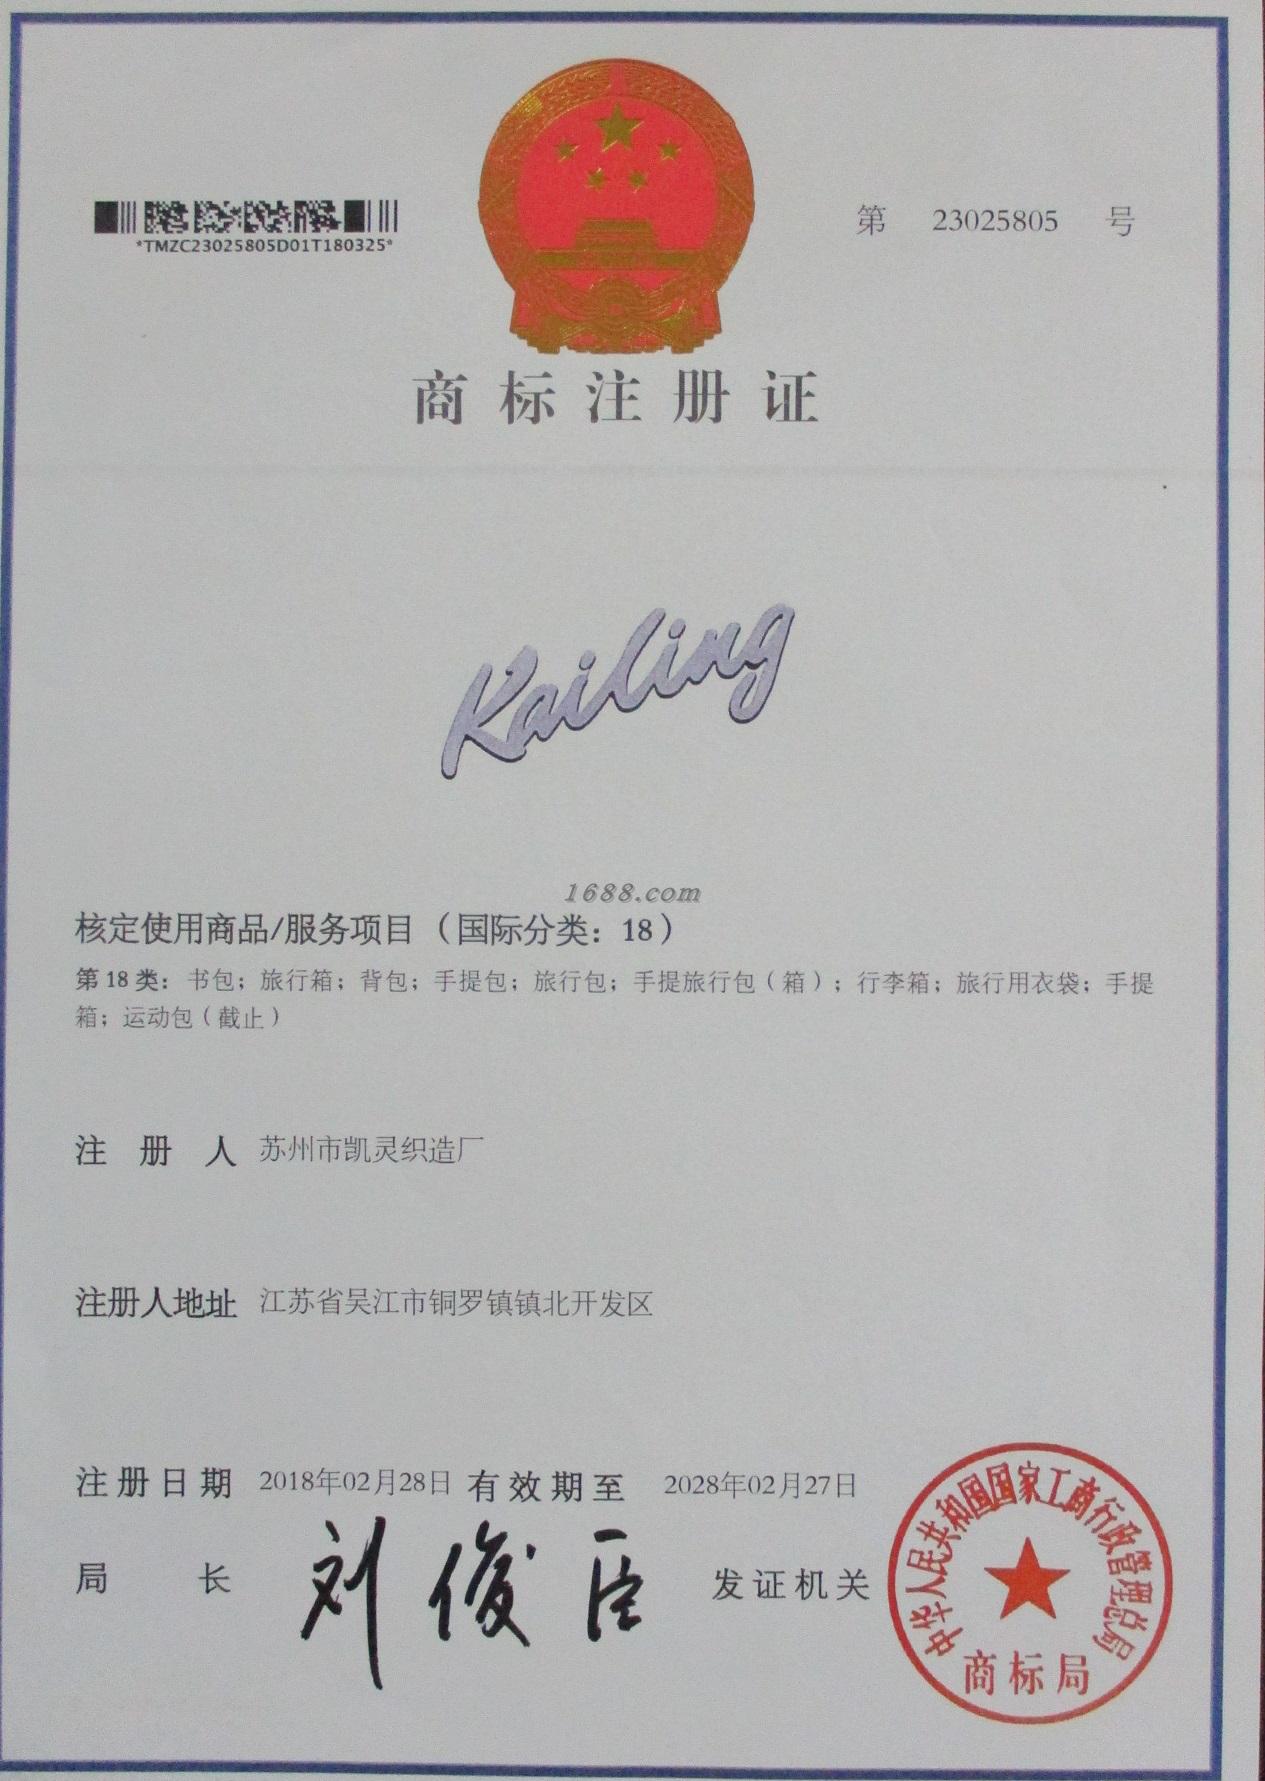 *TMZC23025805D01T180325*
第 23025805 号
商标注册证
Kailing
1688.com
核定使用商品/服务项目（国际分类：18）
第18类：书包；旅行箱；背包；手提包；旅行包；手提旅行包（箱）；行李箱；旅行用衣袋；手提
箱；运动包（截止）
注册人 苏州市凯灵织造厂
注册人地址 江苏省吴江市铜罗镇镇北开发区
注册日期 2018年02月28日 有效期至 2028年02月27日
局长 刘俊臣 发证机关
中华人民共和国国家工商行政管理总局
商标局